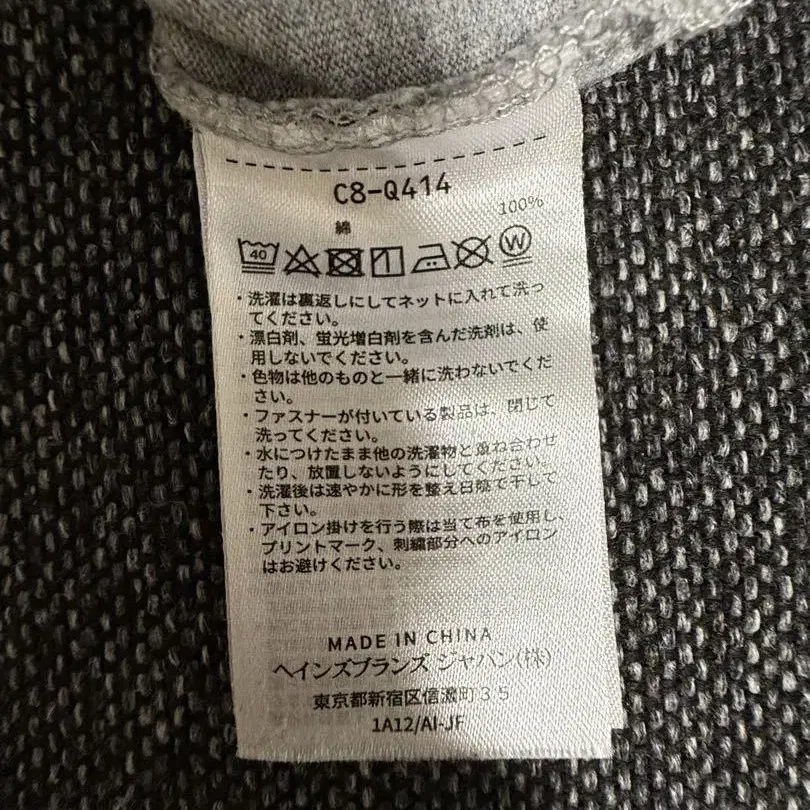 C8-Q414
100%
綿
40
W
・洗濯は裏返しにしてネットに入れて洗っ
てください。
・漂白剤、蛍光増白剤を含んだ洗剤は、使
用しないでください。
・色物は他のものと一緒に洗わないでくだ
さい。
・ファスナーが付いている製品は、閉じて
洗ってください。
・水につけたまま他の洗濯物と重ね合わせ
たり、放置しないようにしてください。
・洗濯後は速やかに形を整え日陰で干して
下さい。
・アイロン掛けを行う際は当て布を使用し、
プリントマーク、刺繍部分へのアイロン
はお避けください。
MADE IN CHINA
ヘインズブランズ ジャパン(株)
東京都新宿区信濃町35
1A12/AI-JF